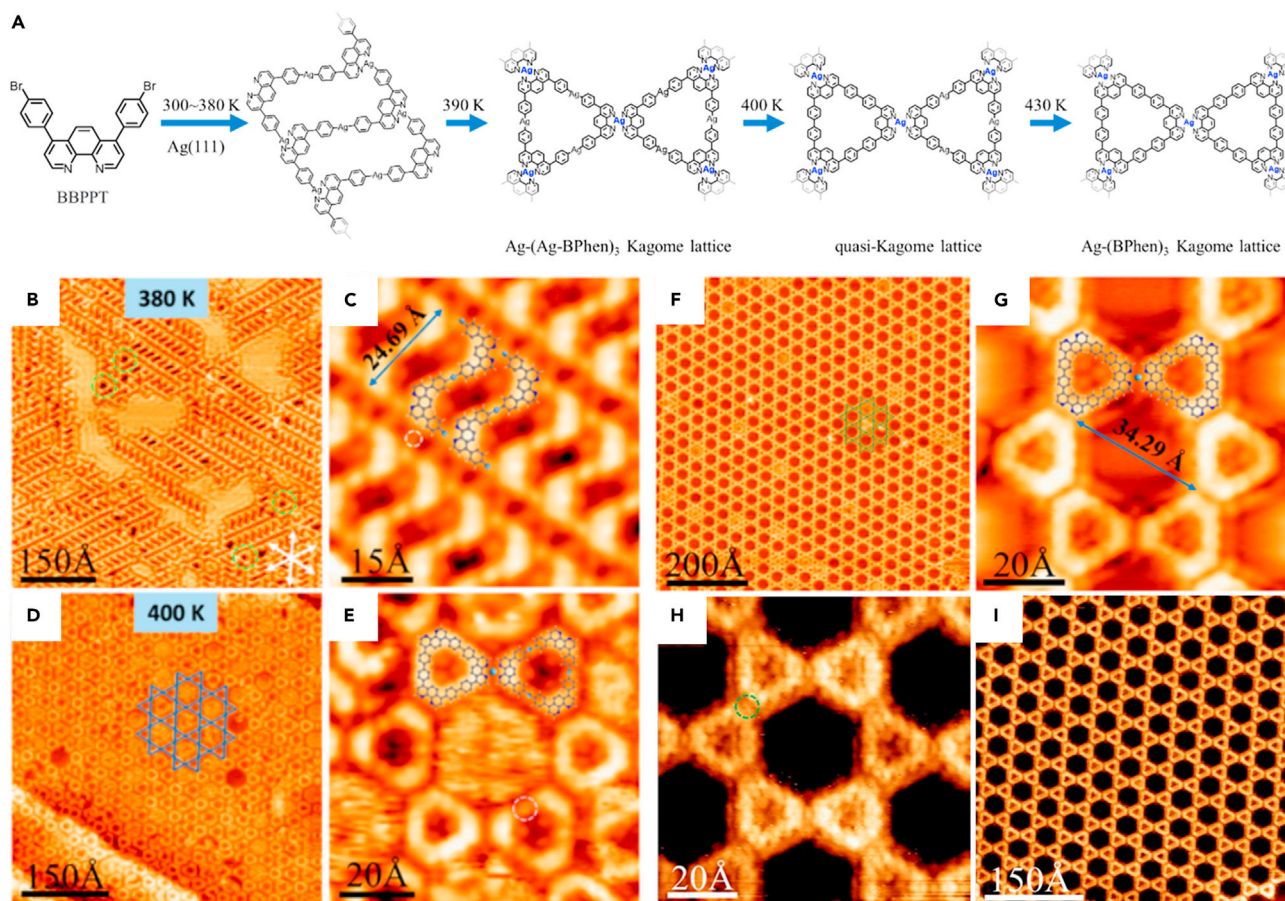 A
Br
Br
N
N
BBPPT
300~380 K
Ag(111)
390 K
400 K
430 K
Ag-(Ag-BPhen)₃ Kagome lattice
quasi-Kagome lattice
Ag-(BPhen)₃ Kagome lattice
B
380 K
150Å
C
24.69 Å
15Å
F
200Å
G
34.29 Å
20Å
D
400 K
150Å
E
20Å
H
20Å
I
150Å